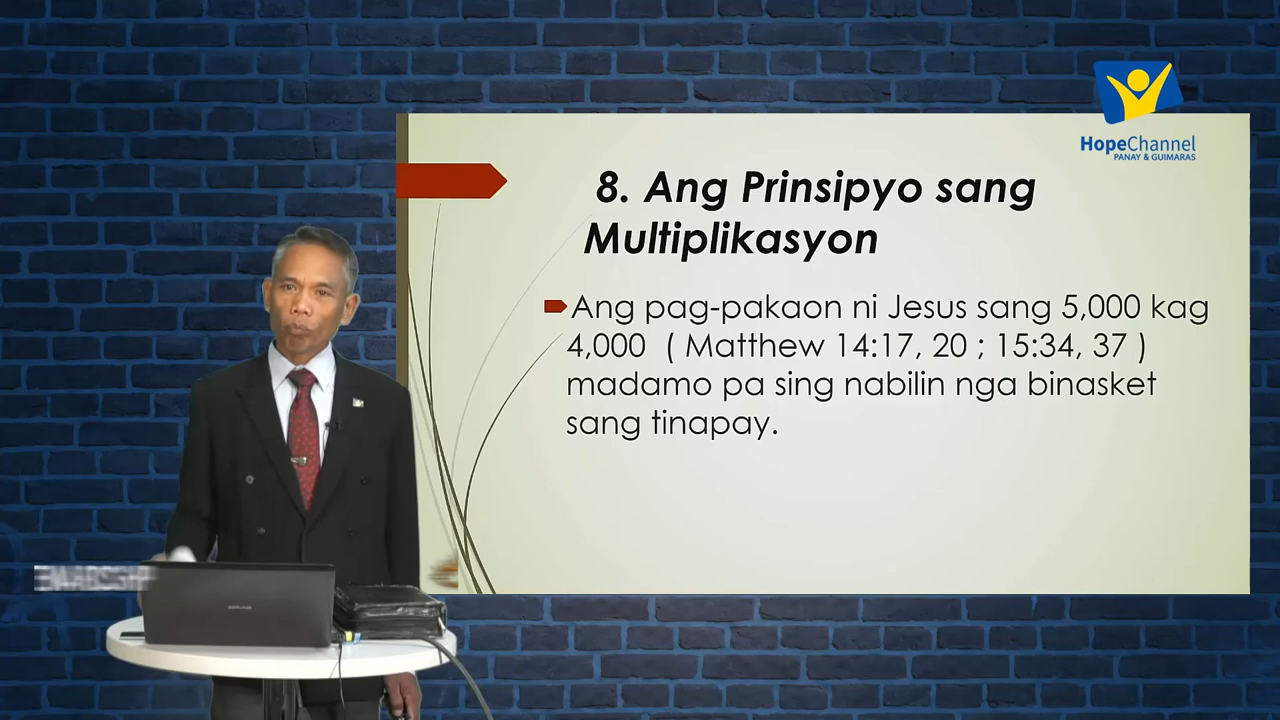 HopeChannel
PANAY & GUIMARAS
8. Ang Prinsipyo sang
Multiplikasyon
Ang pag-pakaon ni Jesus sang 5,000 kag
4,000 ( Matthew 14:17, 20 ; 15:34, 37 )
madamo pa sing nabilin nga binasket
sang tinapay.